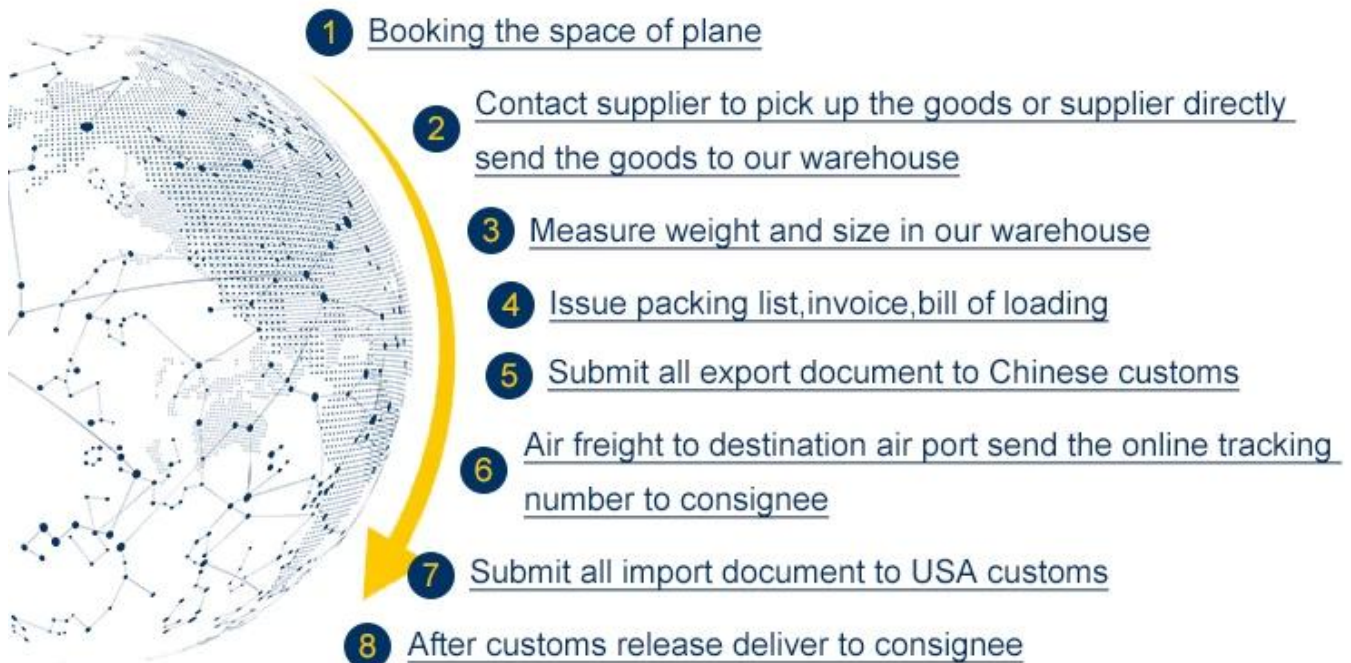 1 Booking the space of plane
2 Contact supplier to pick up the goods or supplier directly
send the goods to our warehouse
3 Measure weight and size in our warehouse
4 Issue packing list,invoice,bill of loading
5 Submit all export document to Chinese customs
6 Air freight to destination air port send the online tracking
number to consignee
7 Submit all import document to USA customs
8 After customs release deliver to consignee